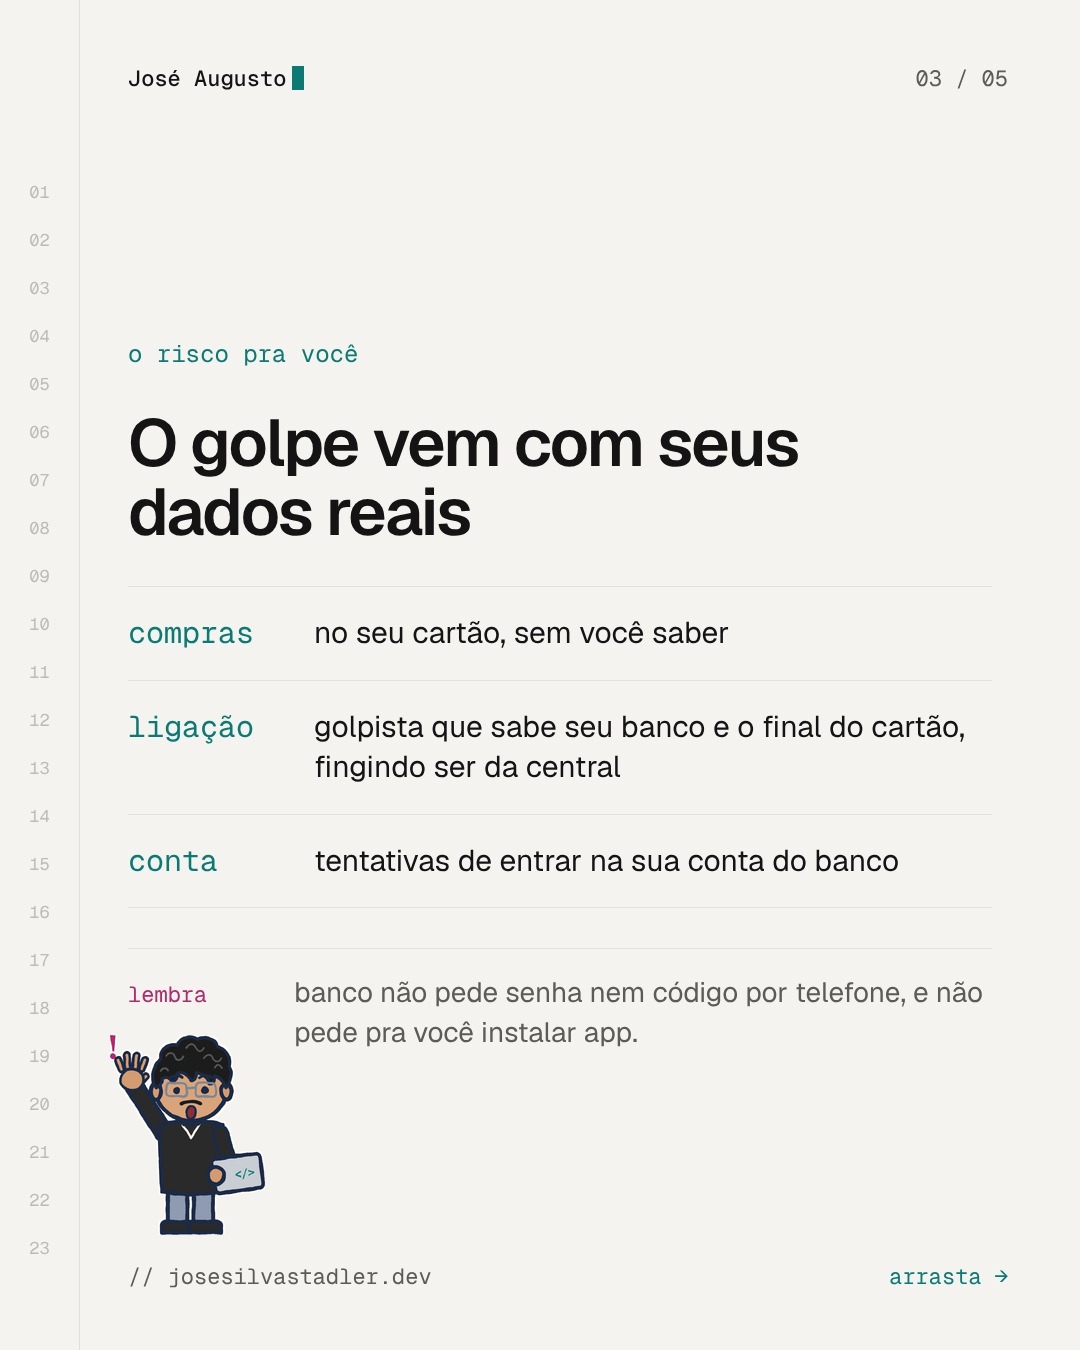 José Augusto
03 / 05
01
02
03
04
05
06
07
08
09
10
11
12
13
14
15
16
17
18
19
20
21
22
23
o risco pra você
O golpe vem com seus
dados reais
compras no seu cartão, sem você saber
ligação golpista que sabe seu banco e o final do cartão,
fingindo ser da central
conta tentativas de entrar na sua conta do banco
lembra banco não pede senha nem código por telefone, e não
pede pra você instalar app.
!
</>
// josesilvastadler.dev
arrasta →